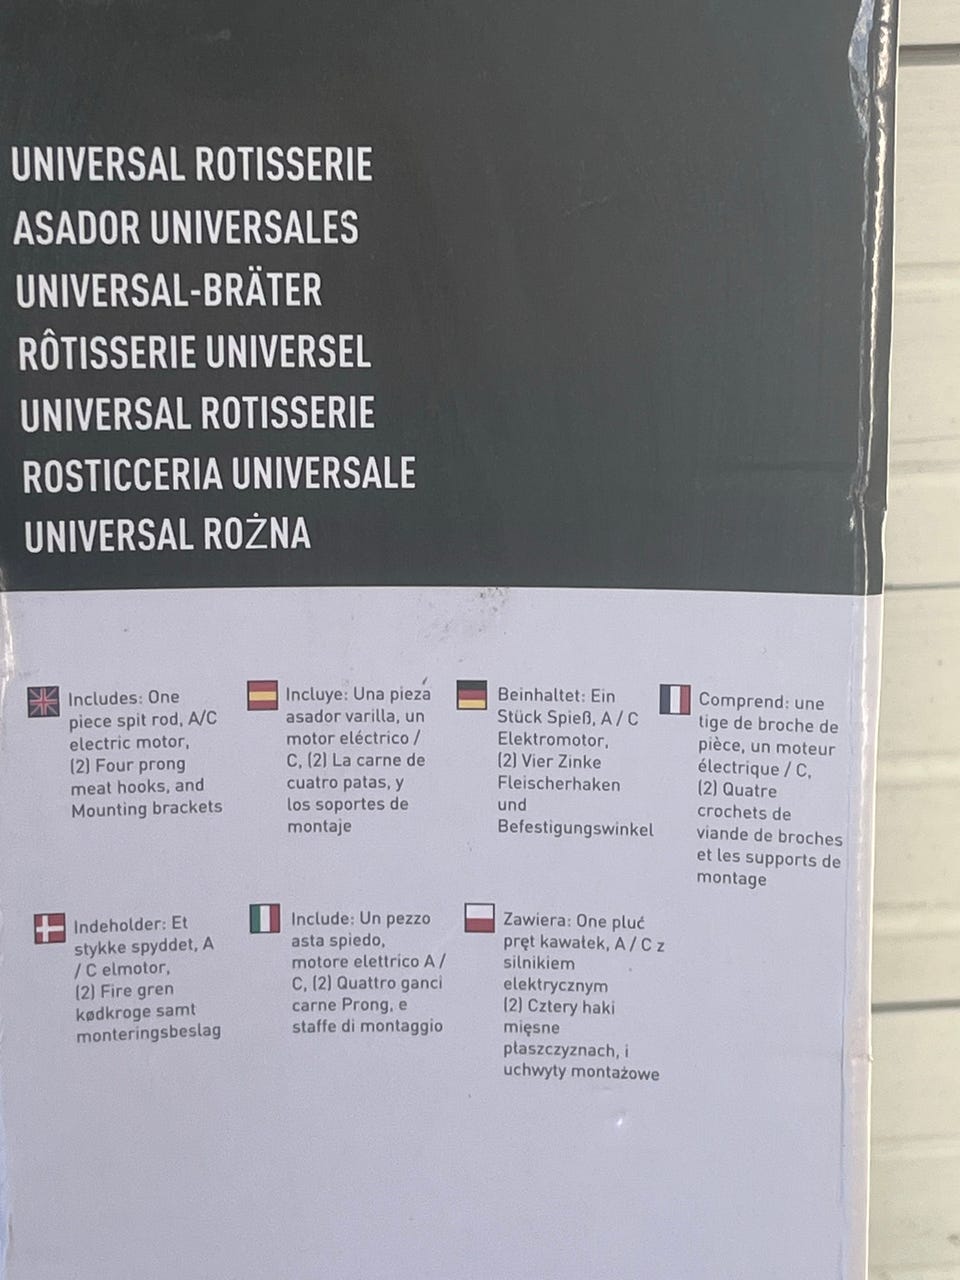 UNIVERSAL ROTISSERIE
ASADOR UNIVERSALES
UNIVERSAL-BRÄTER
RÔTISSERIE UNIVERSEL
UNIVERSAL ROTISSERIE
ROSTICCERIA UNIVERSALE
UNIVERSAL ROŻNA
Includes: One
piece spit rod, A/C
electric motor,
(2) Four prong
meat hooks, and
Mounting brackets
Incluye: Una pieza
asador varilla, un
motor eléctrico /
C, (2) La carne de
cuatro patas, y
los soportes de
montaje
Beinhaltet: Ein
Stück Spieß, A / C
Elektromotor,
(2) Vier Zinke
Fleischerhaken
und
Befestigungswinkel
Comprend: une
tige de broche de
pièce, un moteur
électrique / C,
(2) Quatre
crochets de
viande de broches
et les supports de
montage
Indeholder: Et
stykke spyddet, A
/ C elmotor,
(2) Fire gren
kødkroge samt
monteringsbeslag
Include: Un pezzo
asta spiedo,
motore elettrico A /
C, (2) Quattro ganci
carne Prong, e
staffe di montaggio
Zawiera: One pluć
pręt kawałek, A / C z
silnikiem
elektrycznym
(2) Cztery haki
mięsne
płaszczyznach, i
uchwyty montażowe